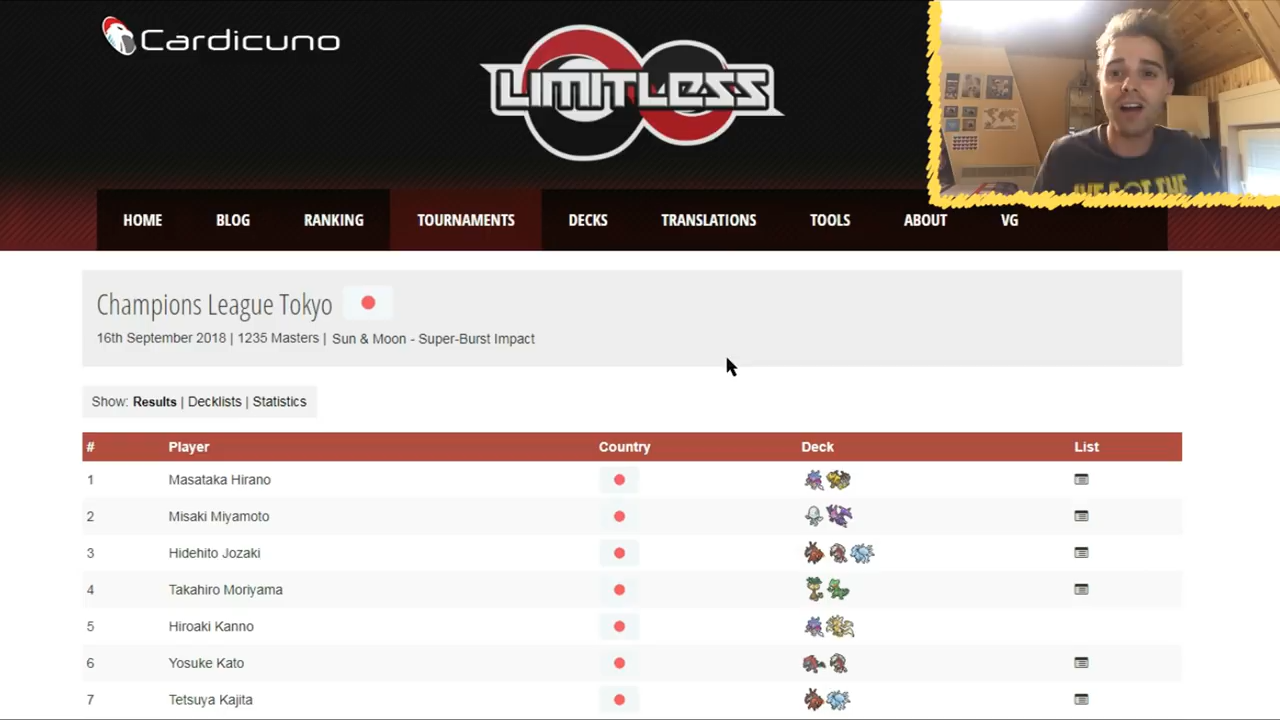 Cardicuno
LIMITLESS
HOME BLOG RANKING TOURNAMENTS DECKS TRANSLATIONS TOOLS ABOUT VG
Champions League Tokyo
16th September 2018 | 1235 Masters | Sun & Moon - Super-Burst Impact
Show: Results | Decklists | Statistics
# Player Country Deck List
1 Masataka Hirano
2 Misaki Miyamoto
3 Hidehito Jozaki
4 Takahiro Moriyama
5 Hiroaki Kanno
6 Yosuke Kato
7 Tetsuya Kajita